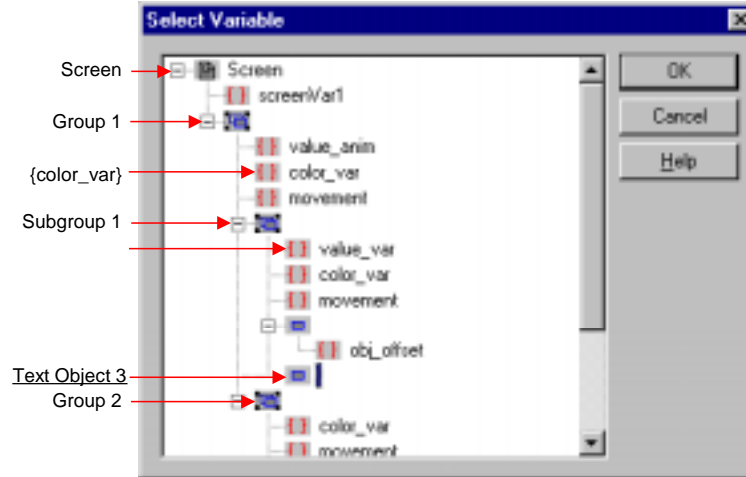 Select Variable
Screen
Screen
OK
screenVar1
Group 1
Cancel
value_anim
{color_var}
color_var
Help
movement
Subgroup 1
value_var
color_var
movement
obj_offset
Text Object 3
Group 2
color_var
movement